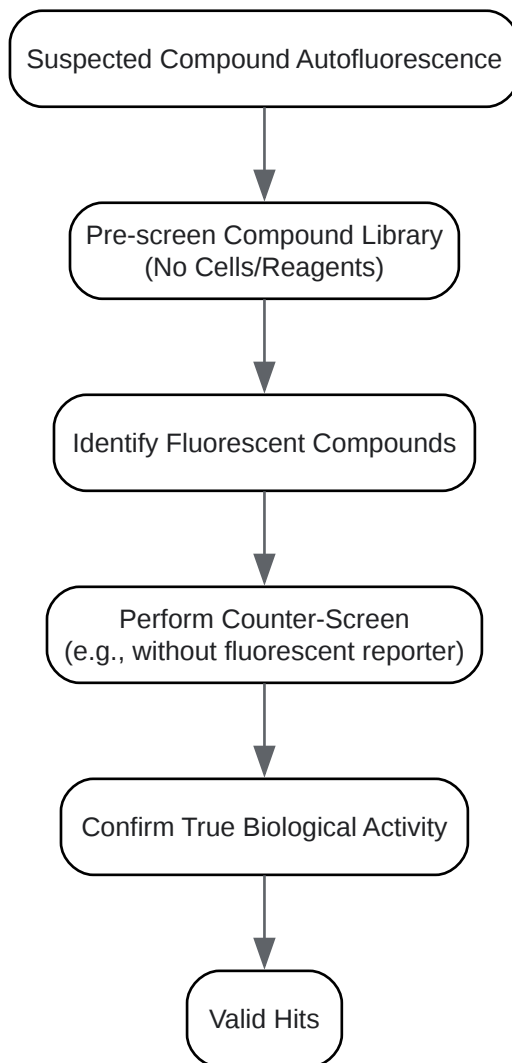 Suspected Compound Autofluorescence
Pre-screen Compound Library
(No Cells/Reagents)
Identify Fluorescent Compounds
Perform Counter-Screen
(e.g., without fluorescent reporter)
Confirm True Biological Activity
Valid Hits